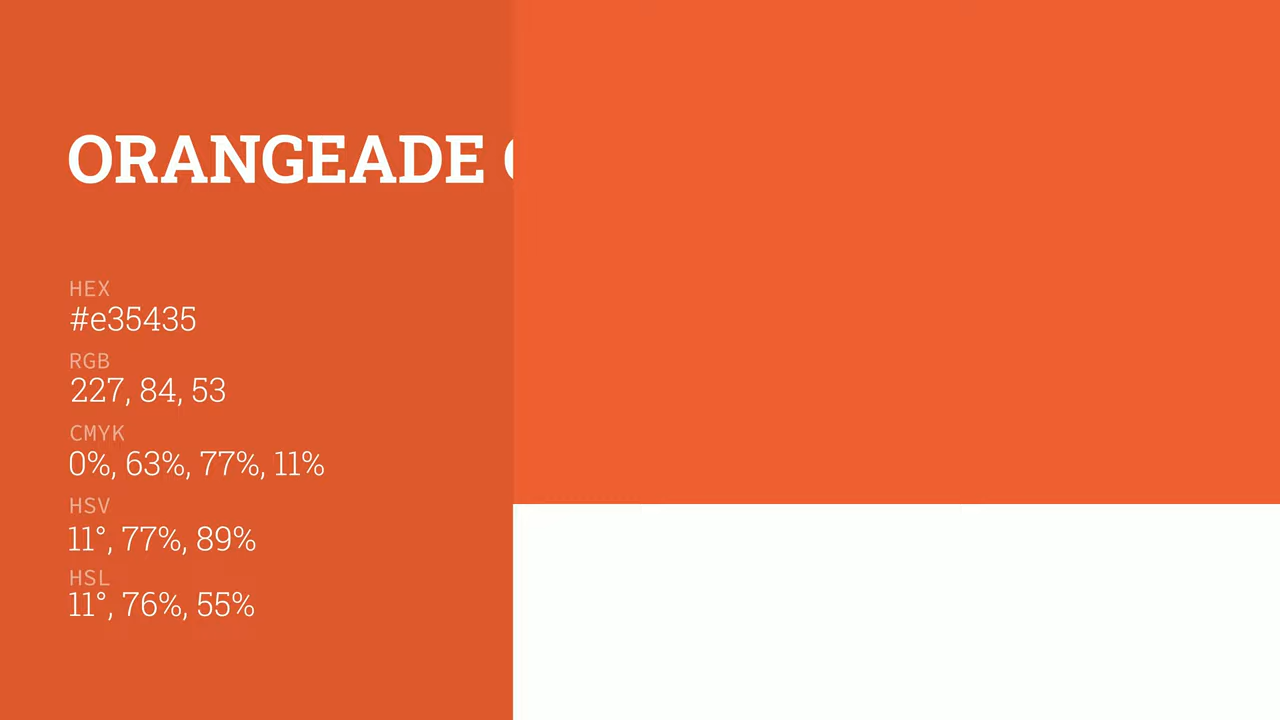 ORANGEADE
HEX
#e35435
RGB
227, 84, 53
CMYK
0%, 63%, 77%, 11%
HSV
11°, 77%, 89%
HSL
11°, 76%, 55%